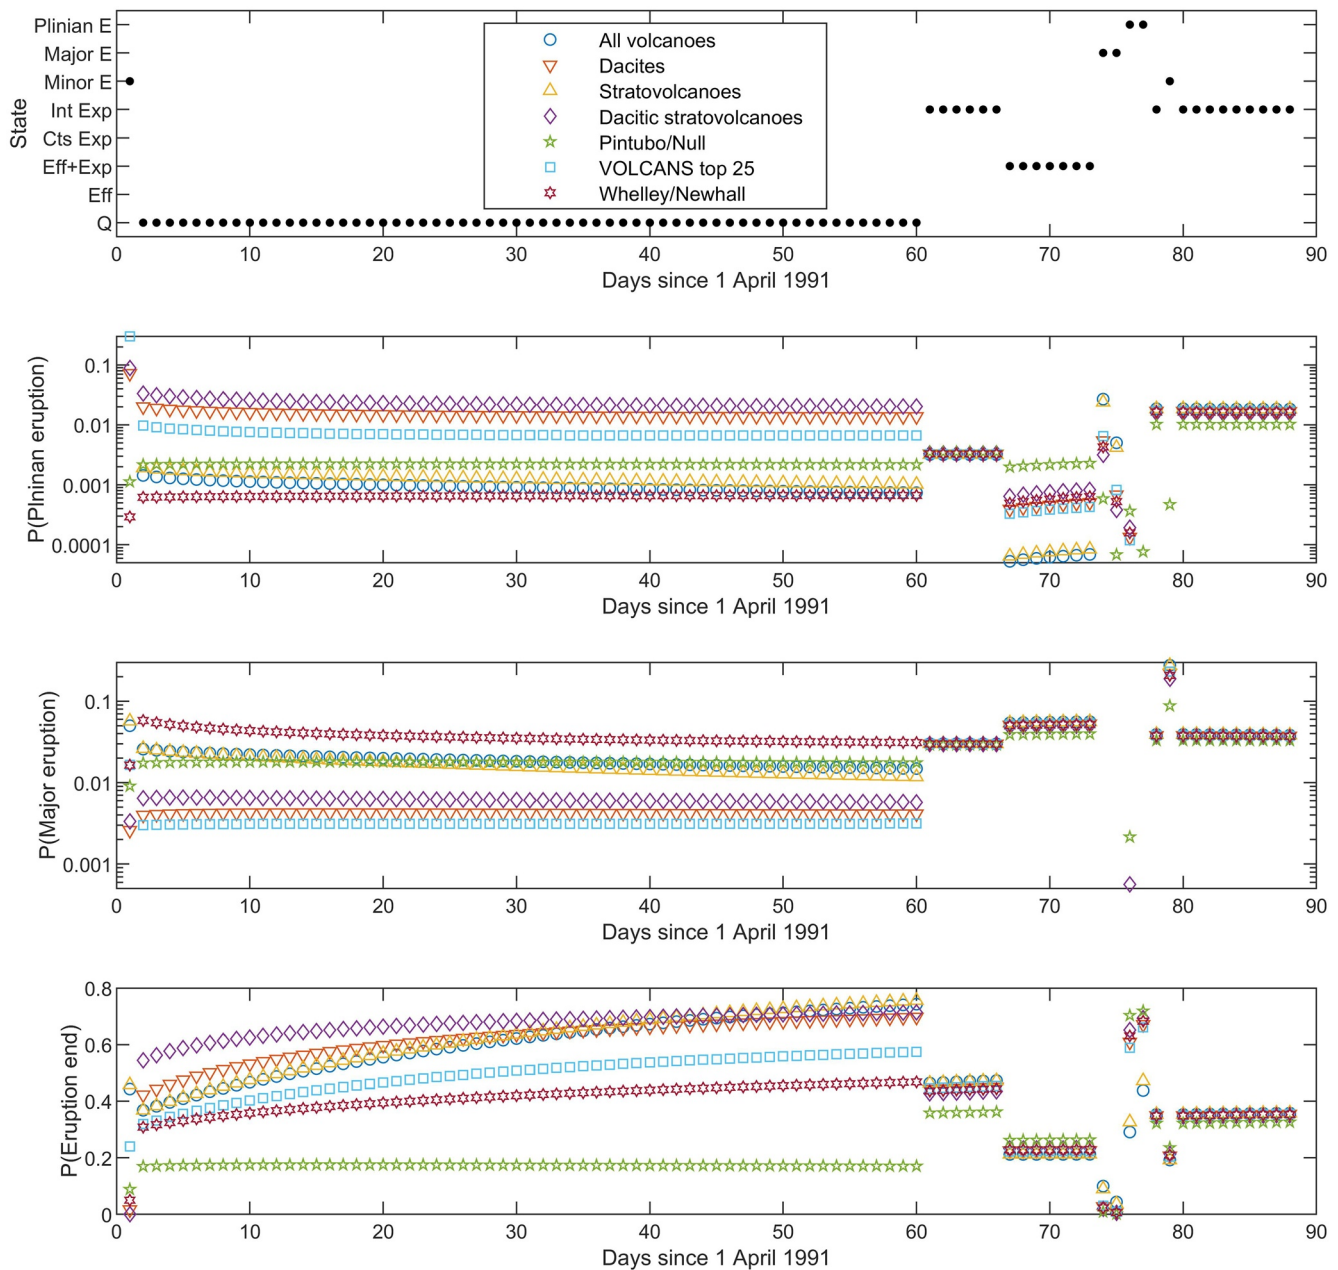 State
Plinian E
Major E
Minor E
Int Exp
Cts Exp
Eff+Exp
Eff
Q
All volcanoes
Dacites
Stratovolcanoes
Dacitic stratovolcanoes
Pintubo/Null
VOLCANS top 25
Whelley/Newhall
0 10 20 30 40 50 60 70 80 90
Days since 1 April 1991
P(Plninan eruption)
0.1
0.01
0.001
0.0001
0 10 20 30 40 50 60 70 80 90
Days since 1 April 1991
P(Major eruption)
0.1
0.01
0.001
0 10 20 30 40 50 60 70 80 90
Days since 1 April 1991
P(Eruption end)
0.8
0.6
0.4
0.2
0
0 10 20 30 40 50 60 70 80 90
Days since 1 April 1991